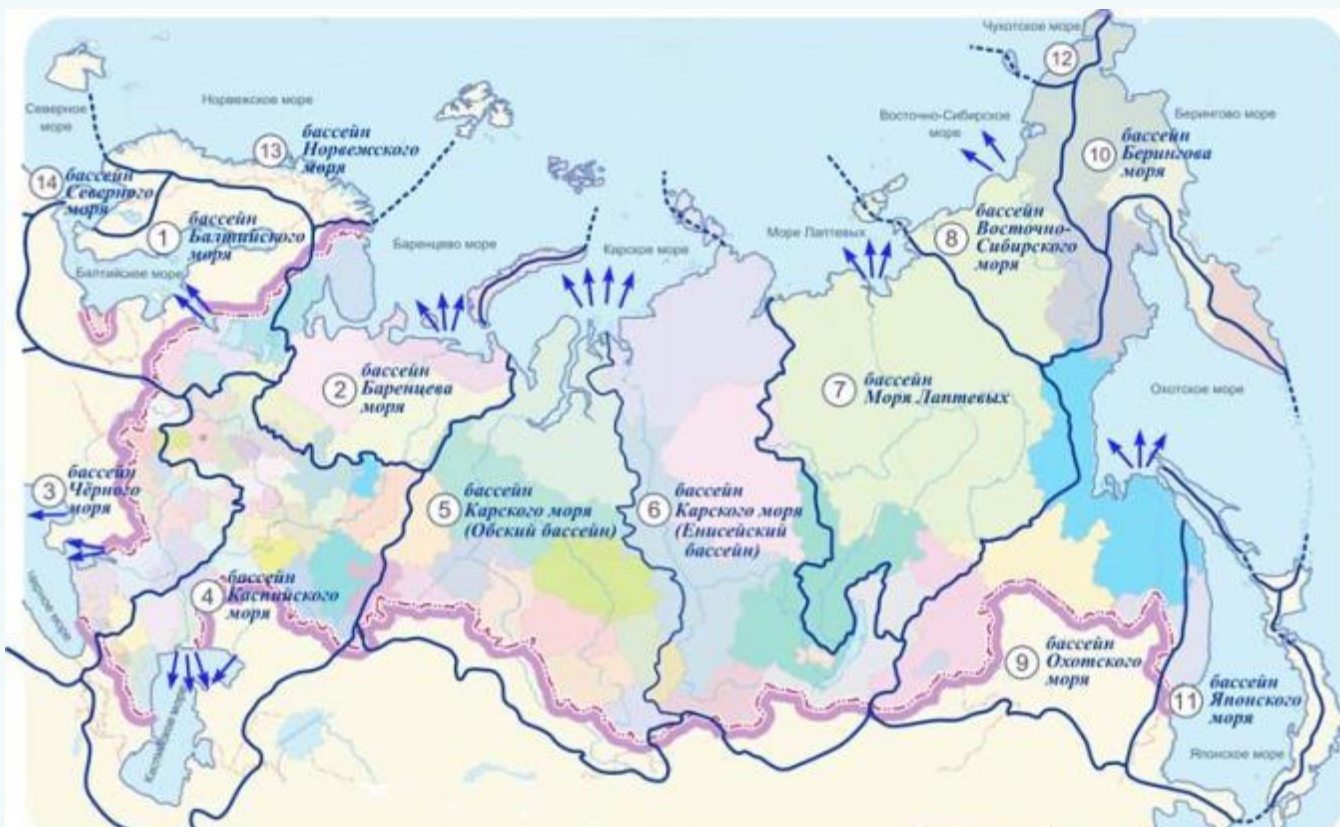 Чукотское море
12
Северное
море
Норвежское море
13
бассейн
Норвежского
моря
Восточно-Сибирское
море
Берингово море
10
бассейн
Берингова
моря
14
бассейн
Северного
моря
1
бассейн
Балтийского
моря
Балтийское море
Баренцево море
Карское море
Море Лаптевых
8
бассейн
Восточно-
Сибирского
моря
2
бассейн
Баренцева
моря
7
бассейн
Моря Лаптевых
Охотское море
3
бассейн
Чёрного
моря
5
бассейн
Карского моря
(Обский бассейн)
6
бассейн
Карского моря
(Енисейский
бассейн)
Черное море
4
бассейн
Каспийского
моря
Каспийское море
9
бассейн
Охотского
моря
11
бассейн
Японского
моря
Японское море